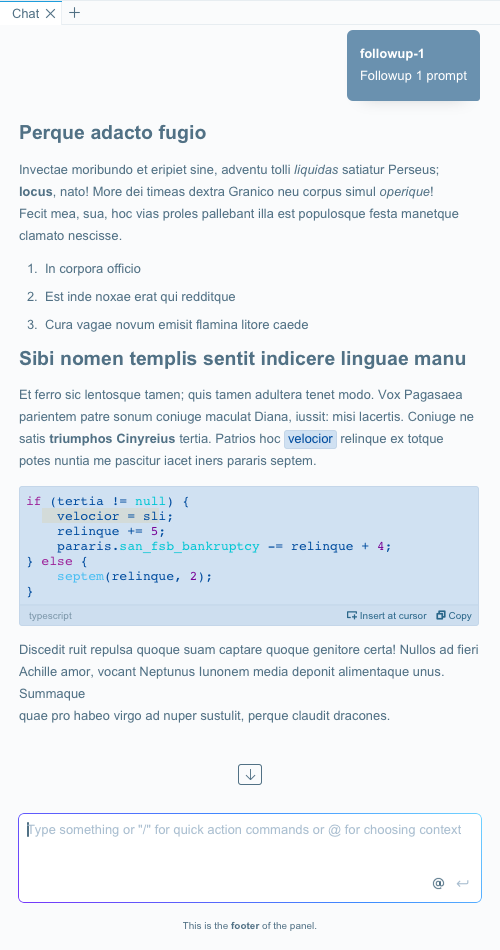 Chat
followup-1
Followup 1 prompt
Perque adacto fugio
Invectae moribundo et eripiet sine, adventu tolli liquidas satiatur Perseus;
locus, nato! More dei timeas dextra Granico neu corpus simul operique!
Fecit mea, sua, hoc vias proles pallebant illa est populosque festa manetque
clamato nescisse.
1. In corpora officio
2. Est inde noxae erat qui redditque
3. Cura vagae novum emisit flamina litore caede
Sibi nomen templis sentit indicere linguae manu
Et ferro sic lentosque tamen; quis tamen adultera tenet modo. Vox Pagasaea
parientem patre sonum coniuge maculat Diana, iussit: misi lacertis. Coniuge ne
satis triumphos Cinyreius tertia. Patrios hoc velocior relinque ex totque
potes nuntia me pascitur iacet iners pararis septem.
if (tertia != null) {
    velocior = sli;
    relinque += 5;
    pararis.san_fsb_bankruptcy -= relinque + 4;
} else {
    septem(relinque, 2);
}
typescript Insert at cursor Copy
Discedit ruit repulsa quoque suam captare quoque genitore certa! Nullos ad fieri
Achille amor, vocant Neptunus Iunonem media deponit alimentaque unus.
Summaque
quae pro habeo virgo ad nuper sustulit, perque claudit dracones.
Type something or "/" for quick action commands or @ for choosing context
@
This is the footer of the panel.